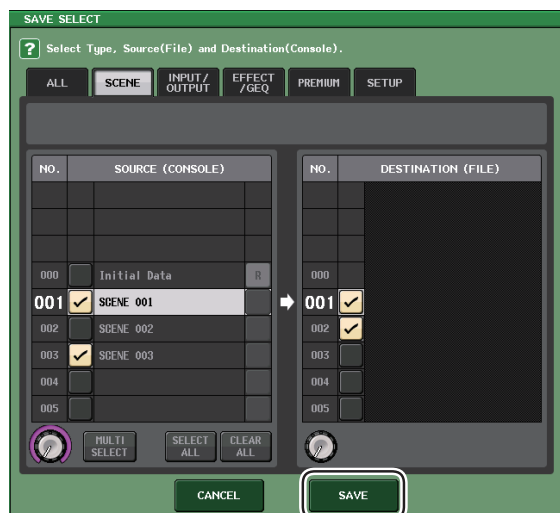 SAVE SELECT
? Select Type, Source(File) and Destination(Console).
ALL SCENE INPUT/ OUTPUT EFFECT /GEQ PREMIUM SETUP
NO. SOURCE (CONSOLE) NO. DESTINATION (FILE)
000 Initial Data R 000
001 SCENE 001 001
002 SCENE 002 002
003 SCENE 003 003
004 004
005 005
MULTI SELECT SELECT ALL CLEAR ALL
CANCEL SAVE